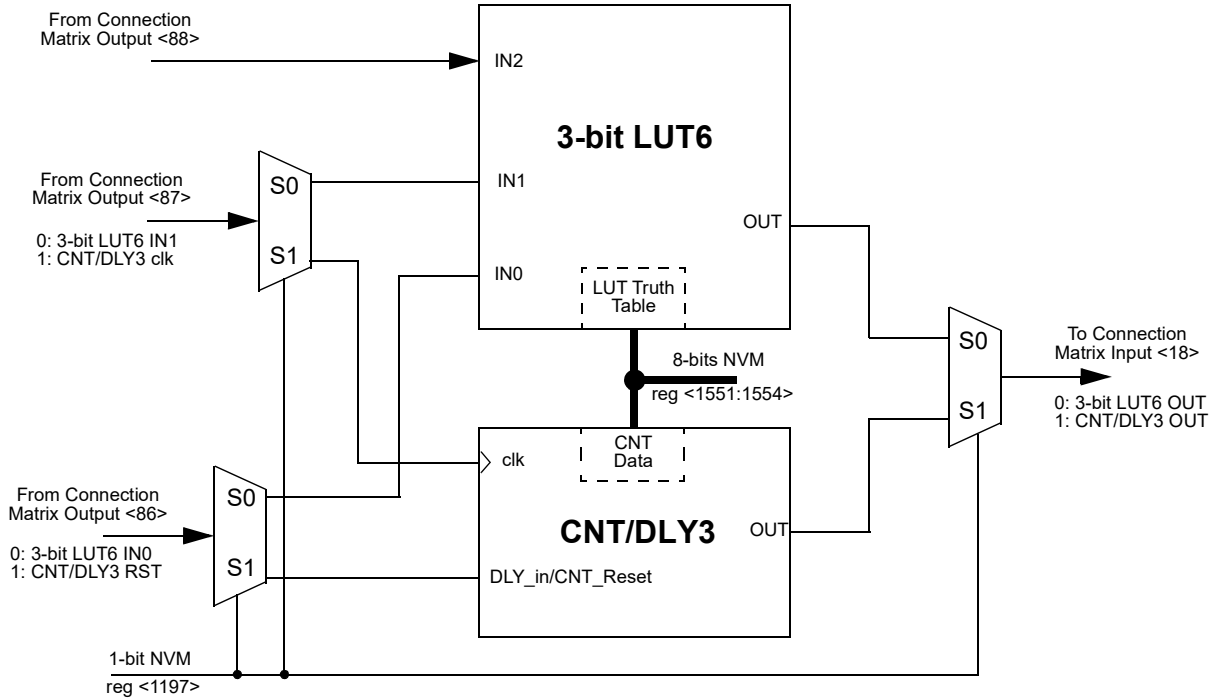 From Connection
Matrix Output <88>
IN2
3-bit LUT6
From Connection
Matrix Output <87>
S0
IN1
0: 3-bit LUT6 IN1
1: CNT/DLY3 clk
S1
OUT
IN0
LUT Truth
Table
S0
To Connection
Matrix Input <18>
8-bits NVM
reg <1551:1554>
S1
0: 3-bit LUT6 OUT
1: CNT/DLY3 OUT
CNT
Data
clk
From Connection
Matrix Output <86>
S0
CNT/DLY3
OUT
0: 3-bit LUT6 IN0
1: CNT/DLY3 RST
S1
DLY_in/CNT_Reset
1-bit NVM
reg <1197>